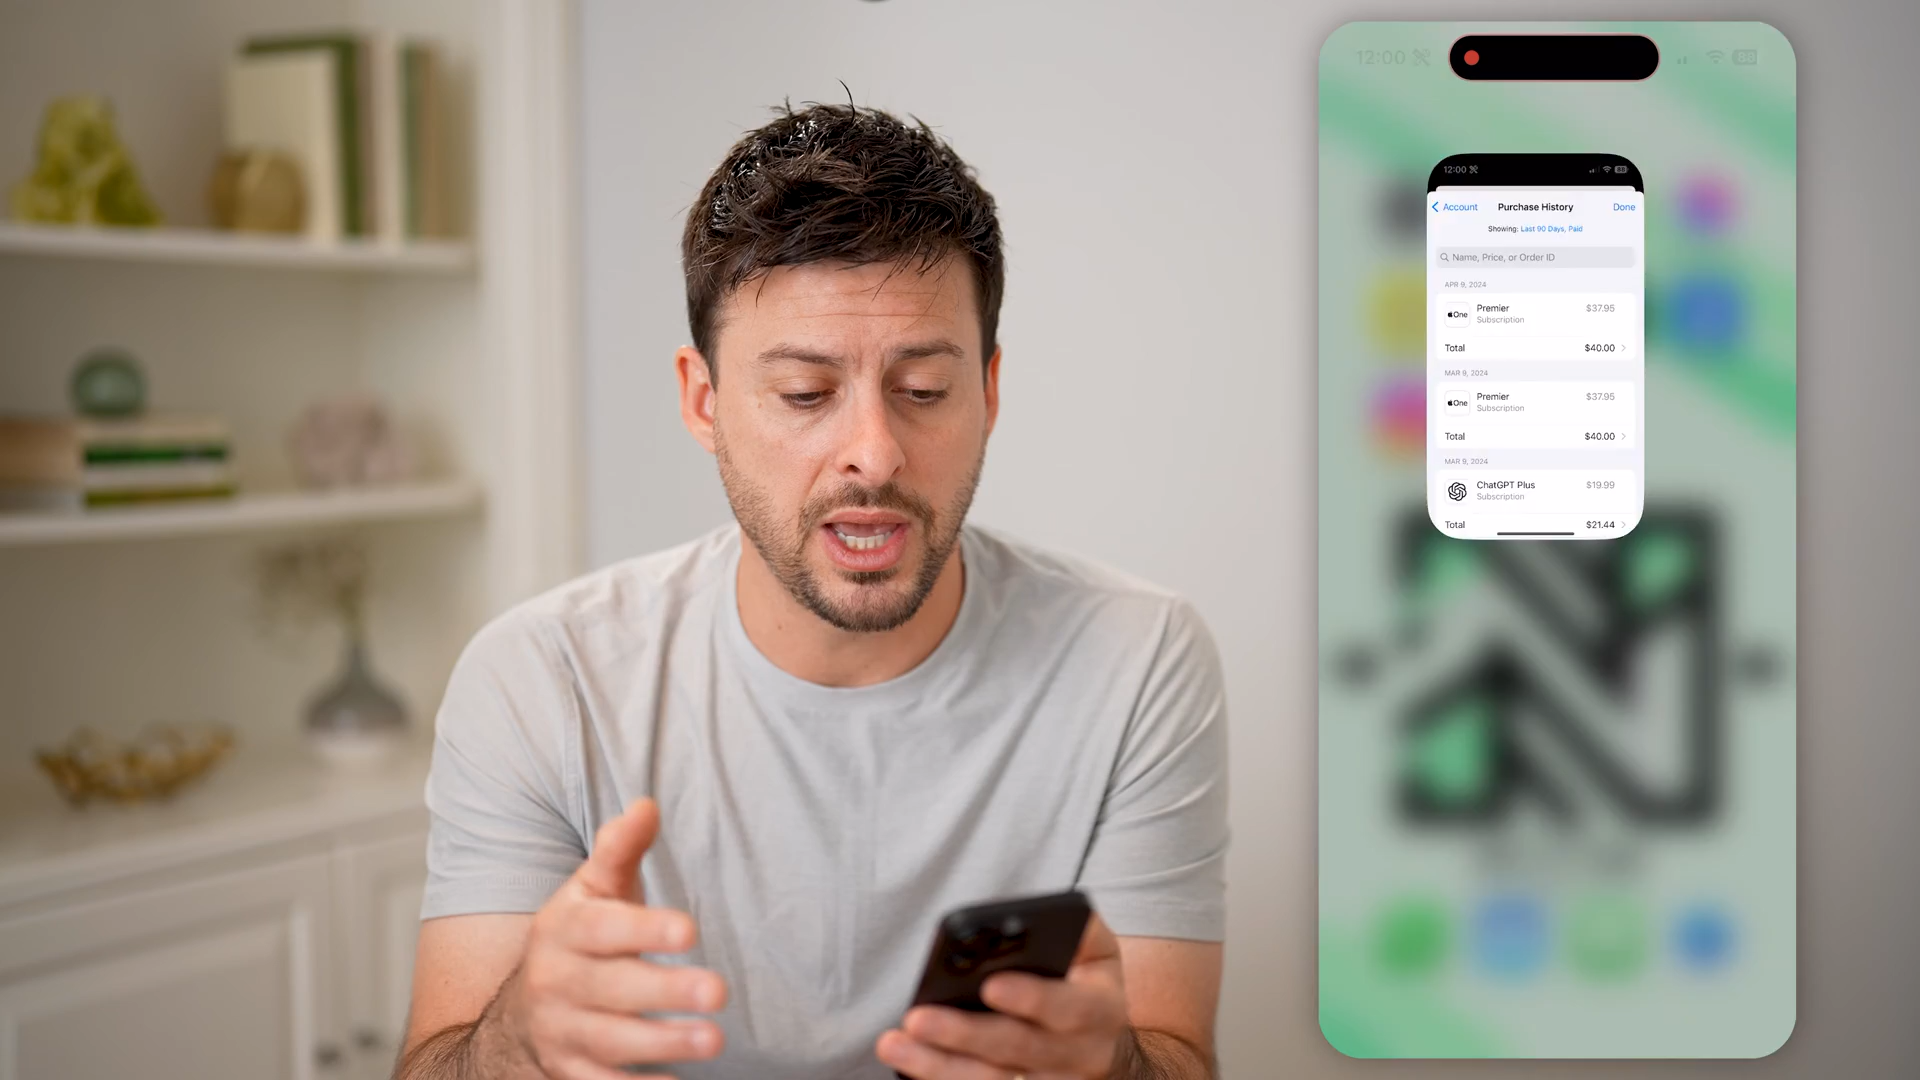 12:00
12:00
Account Purchase History Done
Showing: Last 90 Days, Paid
Name, Price, or Order ID
APR 9, 2024
One Premier $37.95
Subscription
Total $40.00
MAR 9, 2024
One Premier $37.95
Subscription
Total $40.00
MAR 9, 2024
ChatGPT Plus $19.99
Subscription
Total $21.44